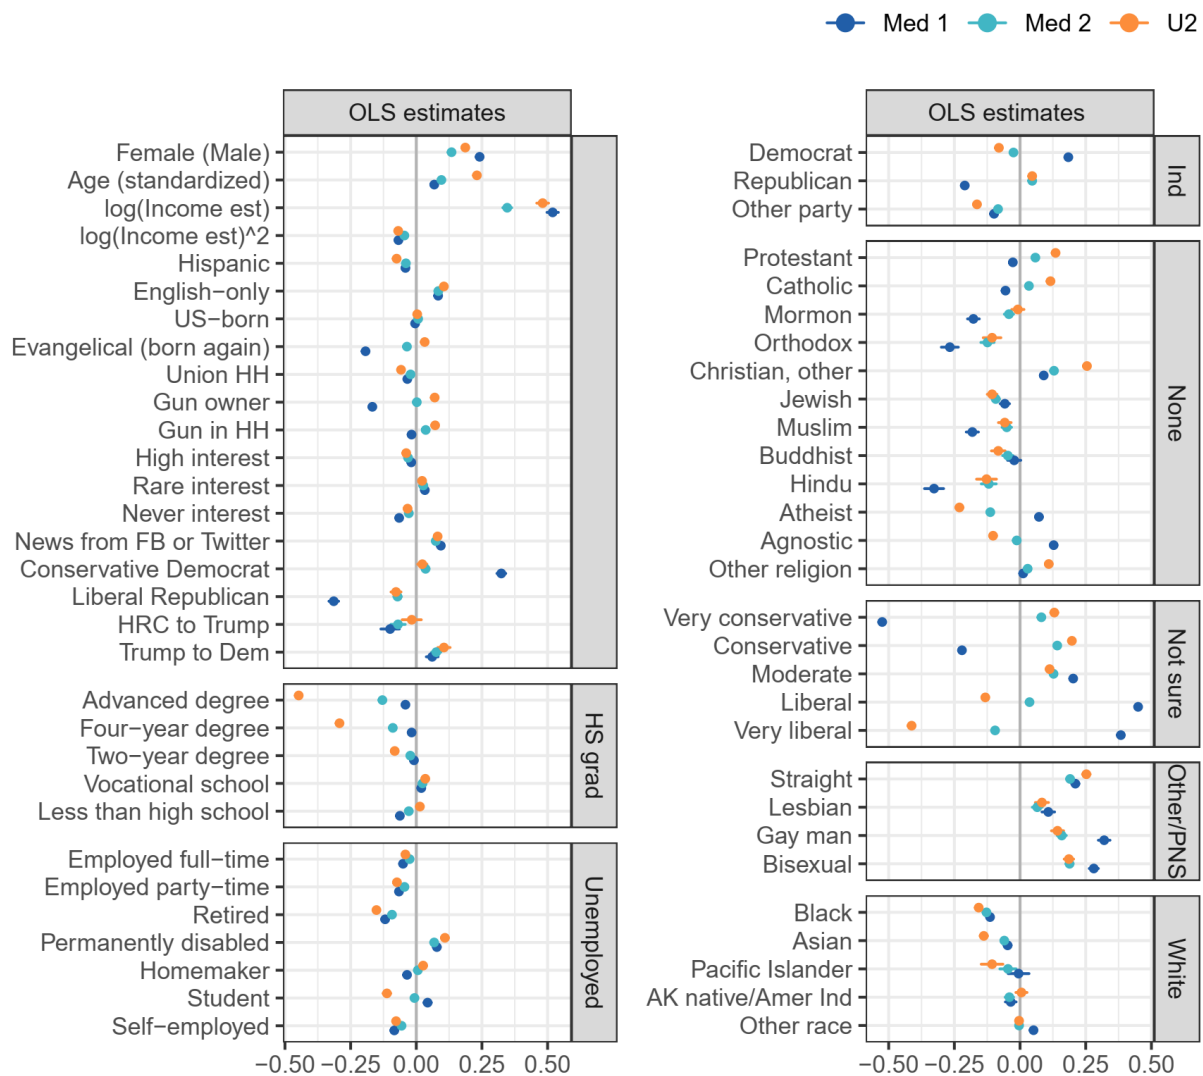 Med 1 Med 2 U2
OLS estimates
Female (Male)
Age (standardized)
log(Income est)
log(Income est)^2
Hispanic
English−only
US−born
Evangelical (born again)
Union HH
Gun owner
Gun in HH
High interest
Rare interest
Never interest
News from FB or Twitter
Conservative Democrat
Liberal Republican
HRC to Trump
Trump to Dem
Advanced degree
Four−year degree
Two−year degree
Vocational school
Less than high school
HS grad
Employed full−time
Employed party−time
Retired
Permanently disabled
Homemaker
Student
Self−employed
Unemployed
−0.50 −0.25 0.00 0.25 0.50
OLS estimates
Democrat
Republican
Other party
Ind
Protestant
Catholic
Mormon
Orthodox
Christian, other
Jewish
Muslim
Buddhist
Hindu
Atheist
Agnostic
Other religion
None
Very conservative
Conservative
Moderate
Liberal
Very liberal
Not sure
Straight
Lesbian
Gay man
Bisexual
Other/PNS
Black
Asian
Pacific Islander
AK native/Amer Ind
Other race
White
−0.50 −0.25 0.00 0.25 0.50